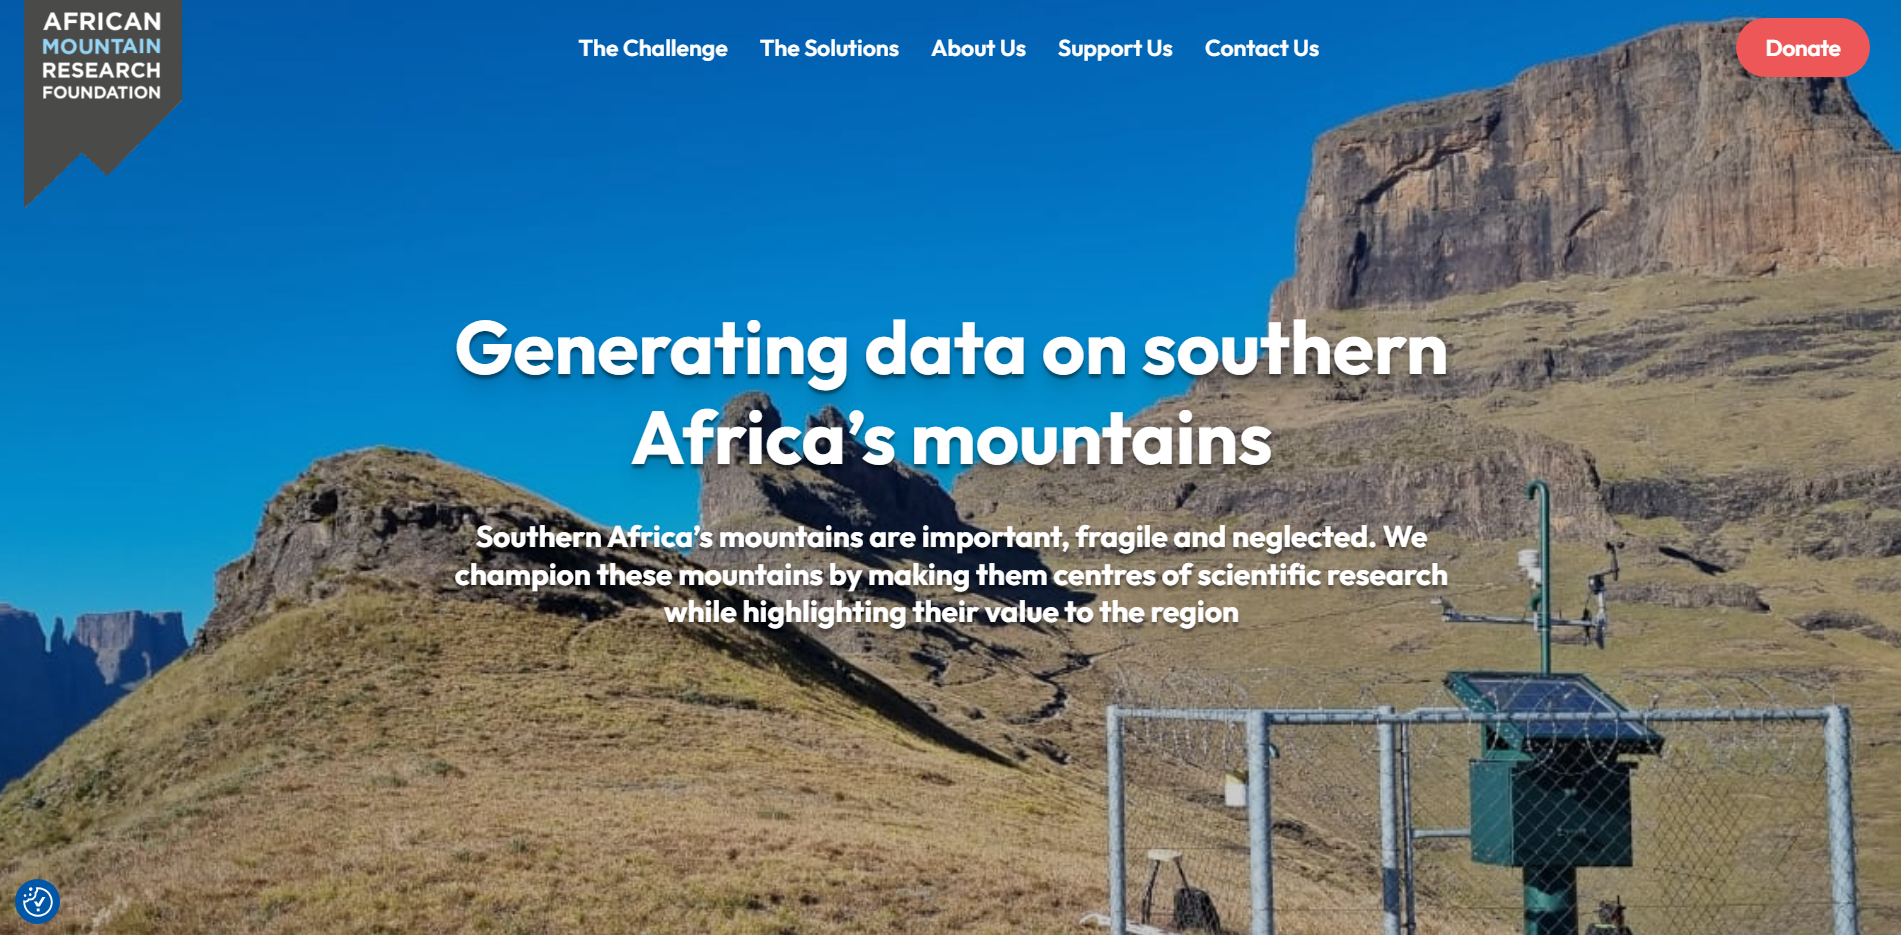 AFRICAN
MOUNTAIN
RESEARCH
FOUNDATION
The Challenge
The Solutions
About Us
Support Us
Contact Us
Donate
Generating data on southern
Africa’s mountains
Southern Africa’s mountains are important, fragile and neglected. We
champion these mountains by making them centres of scientific research
while highlighting their value to the region